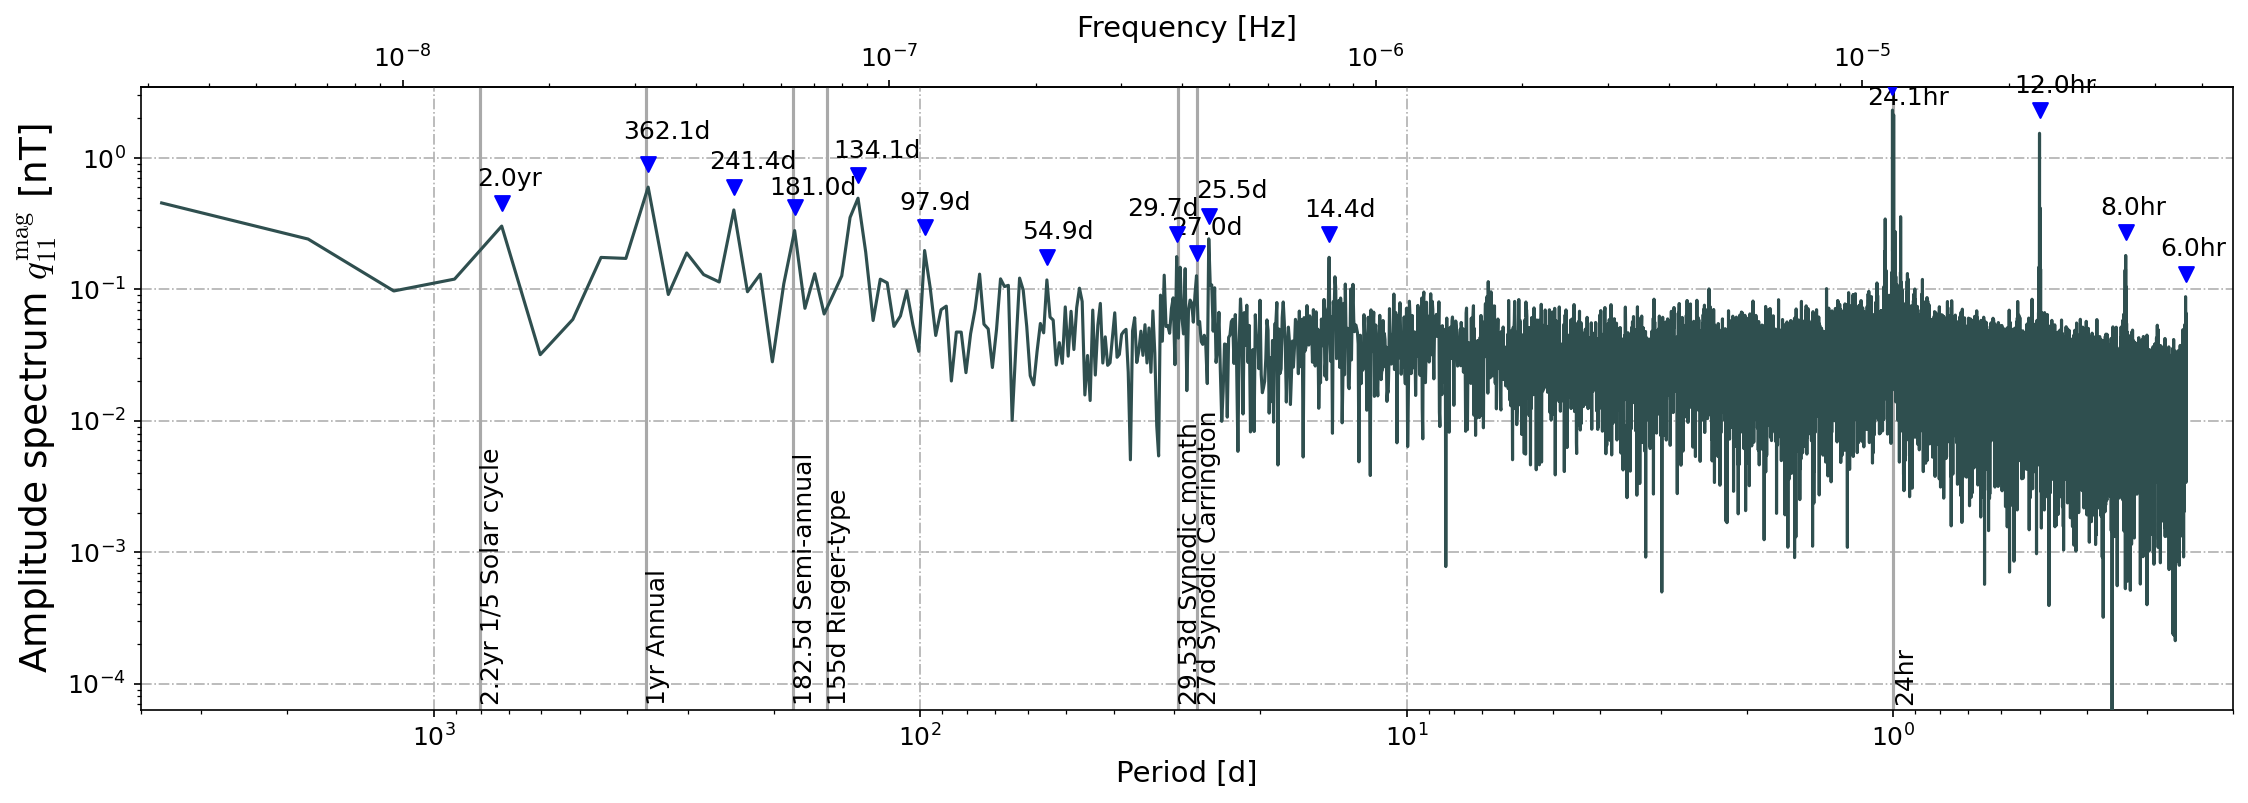 Frequency [Hz]
10⁻⁸ 10⁻⁷ 10⁻⁶ 10⁻⁵
Amplitude spectrum q₁₁ᵐᵃᵍ [nT]
10⁰
10⁻¹
10⁻²
10⁻³
10⁻⁴
2.0yr
362.1d
241.4d
181.0d
134.1d
97.9d
54.9d
29.7d
27.0d
25.5d
14.4d
24.1hr
12.0hr
8.0hr
6.0hr
2.2yr 1/5 Solar cycle
1yr Annual
182.5d Semi-annual
155d Rieger-type
29.53d Synodic month
27d Synodic Carrington
24hr
10³ 10² 10¹ 10⁰
Period [d]